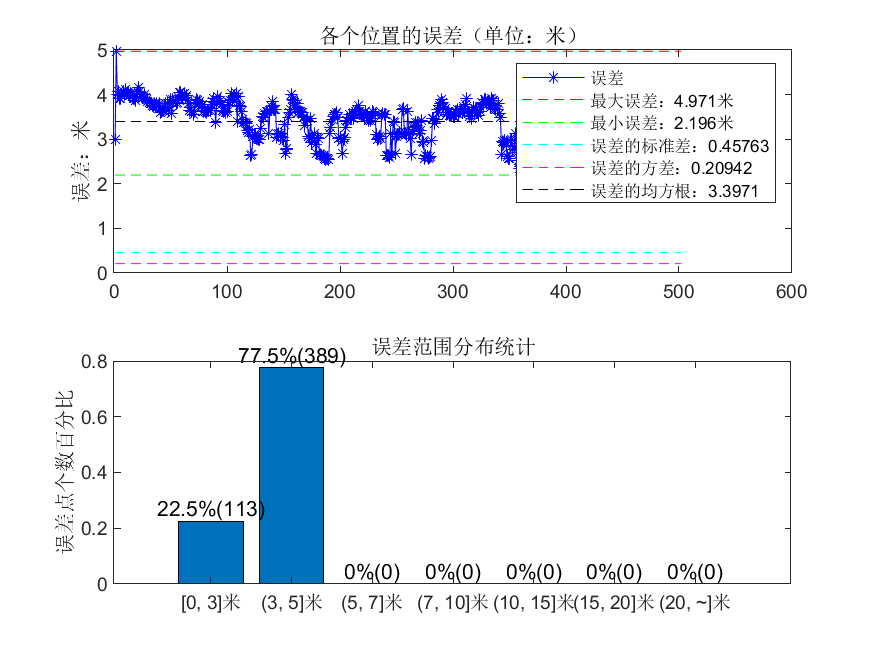 各个位置的误差（单位：米）
5
4
3
2
1
0
误差：米
误差
最大误差：4.971米
最小误差：2.196米
误差的标准差：0.45763
误差的方差：0.20942
误差的均方根：3.3971
0 100 200 300 400 500 600
误差范围分布统计
0.8
0.6
0.4
0.2
0
误差点个数百分比
77.5%(389)
22.5%(113)
0%(0) 0%(0) 0%(0) 0%(0) 0%(0)
[0, 3]米 (3, 5]米 (5, 7]米 (7, 10]米 (10, 15]米 (15, 20]米 (20, ~]米